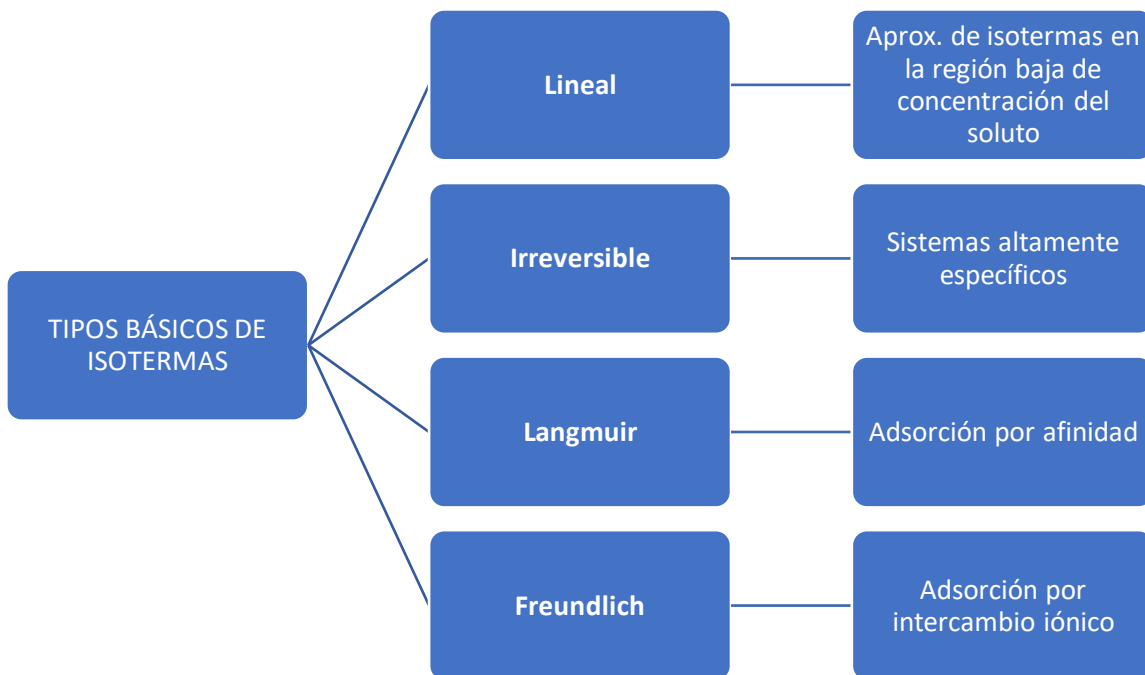 TIPOS BÁSICOS DE
ISOTERMAS
Lineal
Aprox. de isotermas en
la región baja de
concentración del
soluto
Irreversible
Sistemas altamente
específicos
Langmuir
Adsorción por afinidad
Freundlich
Adsorción por
intercambio iónico